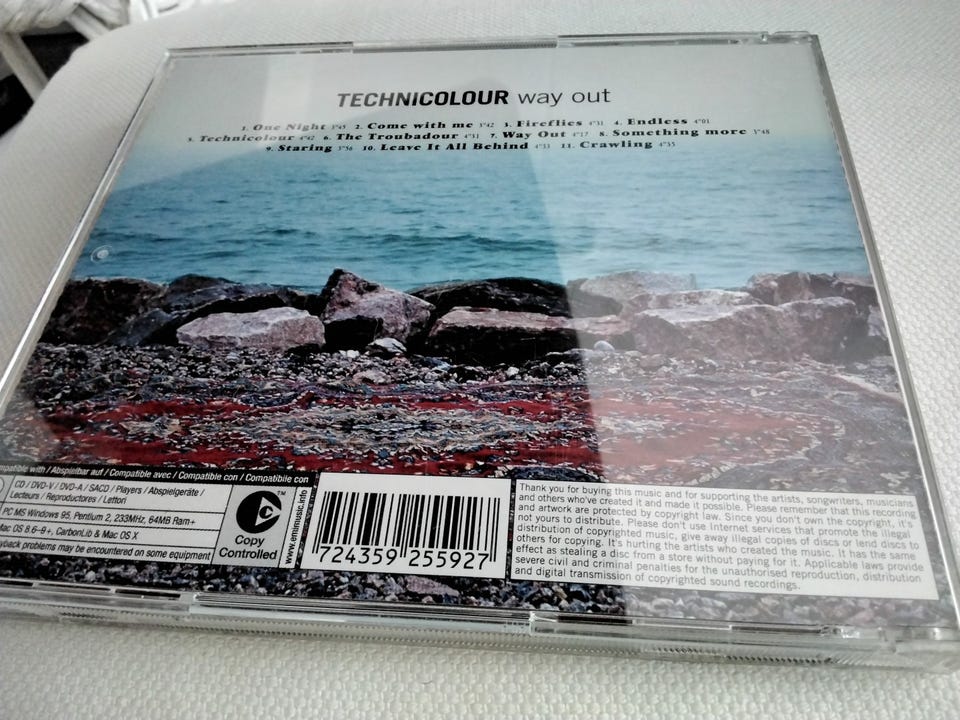 TECHNICOLOUR way out
1. One Night 3'45 2. Come with me 3'42 3. Fireflies 4'31 4. Endless 4'01
5. Technicolour 4'42 6. The Troubadour 4'31 7. Way Out 4'17 8. Something more 3'48
9. Staring 3'56 10. Leave It All Behind 4'33 11. Crawling 4'35
mpatible with / Abspielbar auf / Compatible avec / Compatible con / Compatibile con
CD / DVD-V / DVD-A / SACD / Players / Abspielgeräte /
Lecteurs / Reproductores / Lettori
PC MS Windows 95, Pentium 2, 233MHz, 64MB Ram+
Mac OS 8.6-9+, CarbonLib & Mac OS X
yback problems may be encountered on some equipment
TM
Copy
Controlled
www.emimusic.info
7 24359 25592 7
Thank you for buying this music and for supporting the artists, songwriters, musicians
and others who've created it and made it possible. Please remember that this recording
and artwork are protected by copyright law. Since you don't own the copyright, it's
not yours to distribute. Please don't use Internet services that promote the illegal
distribution of copyrighted music, give away illegal copies of discs or lend discs to
others for copying. It's hurting the artists who created the music. It has the same
effect as stealing a disc from a store without paying for it. Applicable laws provide
severe civil and criminal penalties for the unauthorised reproduction, distribution
and digital transmission of copyrighted sound recordings.